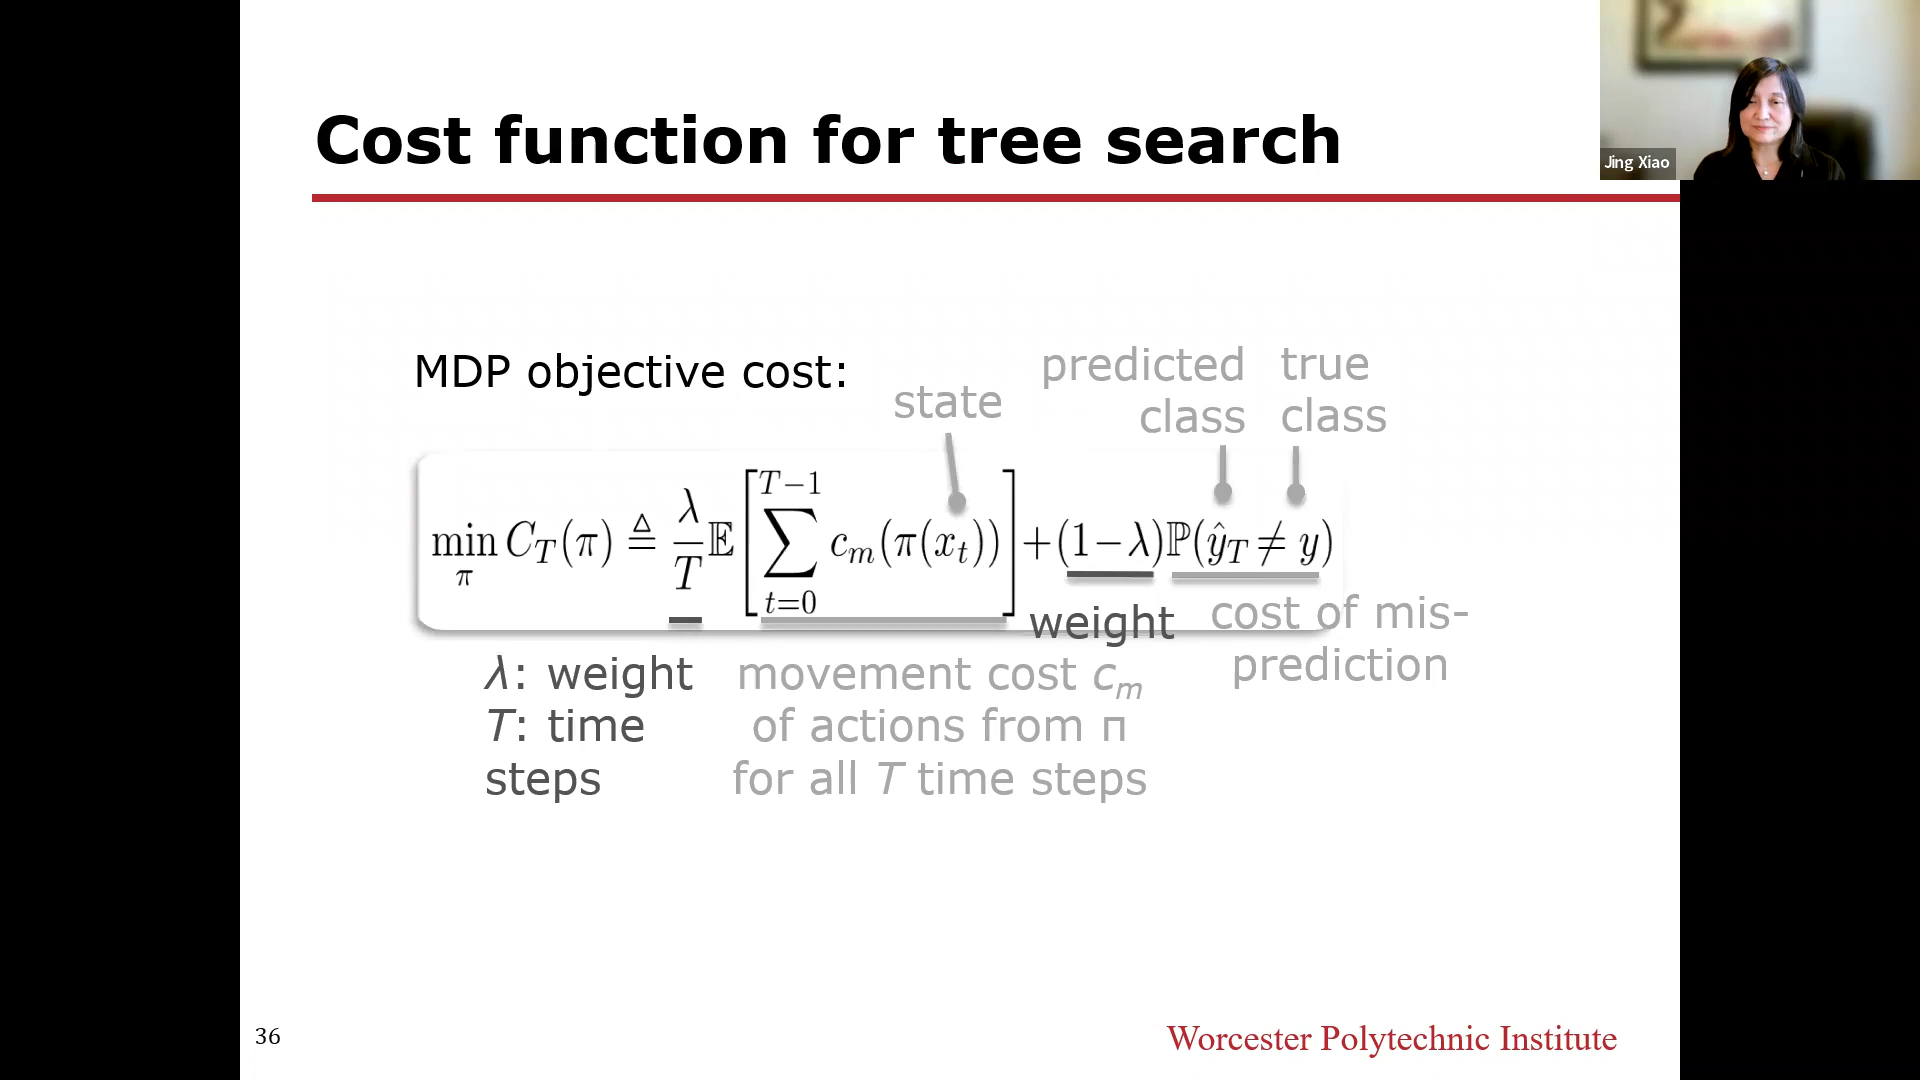 Cost function for tree search
Jing Xiao
MDP objective cost:
state
predicted class
true class
min_π C_T(π) ≜ λ/T 𝔼[∑_{t=0}^{T−1} c_m(π(x_t))] + (1−λ)ℙ(ŷ_T ≠ y)
weight
cost of mis-
prediction
λ: weight
T: time
steps
movement cost c_m
of actions from π
for all T time steps
36
Worcester Polytechnic Institute